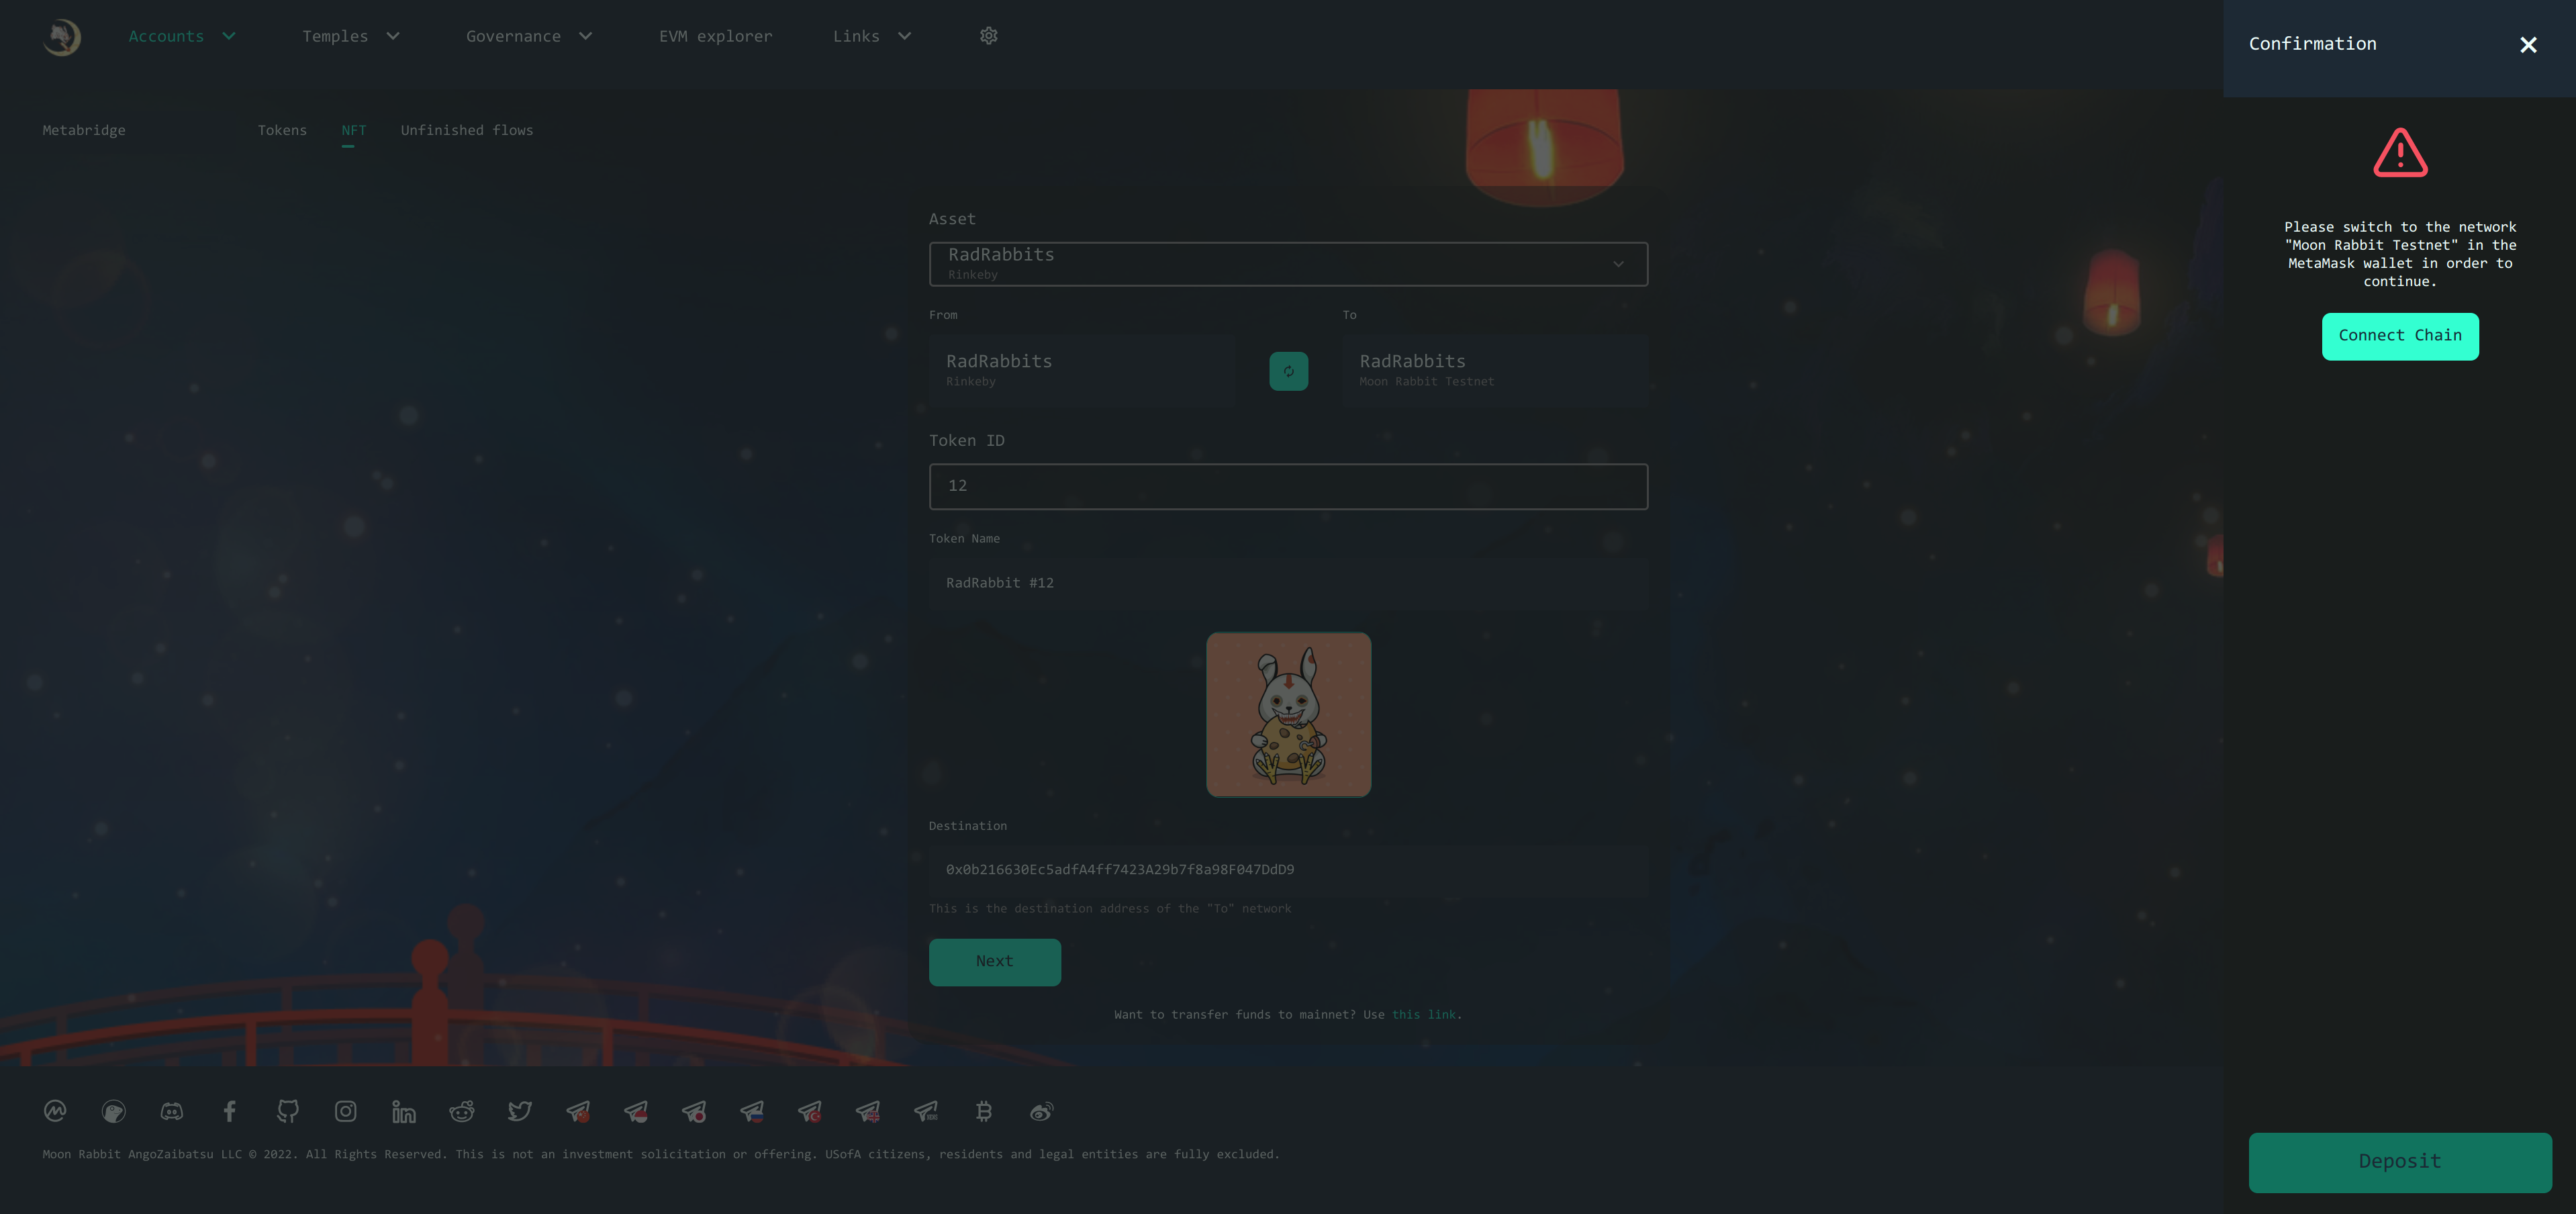 Accounts
Temples
Governance
EVM explorer
Links
Confirmation
Metabridge
Tokens
NFT
Unfinished flows
Please switch to the network
"Moon Rabbit Testnet" in the
MetaMask wallet in order to
continue.
Connect Chain
Asset
RadRabbits
Rinkeby
From
To
RadRabbits
Rinkeby
RadRabbits
Moon Rabbit Testnet
Token ID
12
Token Name
RadRabbit #12
Destination
0x0b216630Ec5adfA4ff7423A29b7f8a98F047DdD9
This is the destination address of the "To" network
Next
Want to transfer funds to mainnet? Use this link.
Moon Rabbit AngoZaibatsu LLC © 2022. All Rights Reserved. This is not an investment solicitation or offering. USofA citizens, residents and legal entities are fully excluded.
Deposit